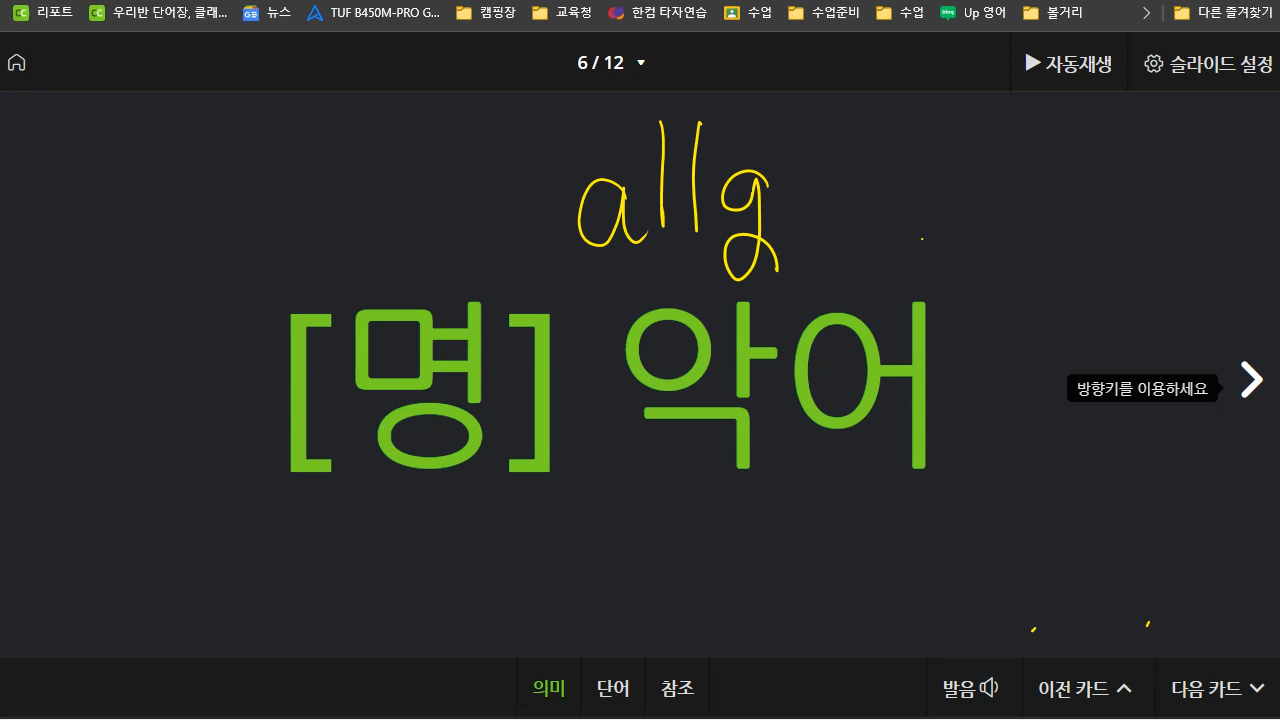 리포트 우리반 단어장, 클래... 뉴스 TUF B450M-PRO G... 캠핑장 교육청 한컴 타자연습 수업 수업준비 수업 Up 영어 볼거리 다른 즐겨찾기
6 / 12 자동재생 슬라이드 설정
allg
[명] 악어
방향키를 이용하세요
의미 단어 참조 발음 이전 카드 다음 카드